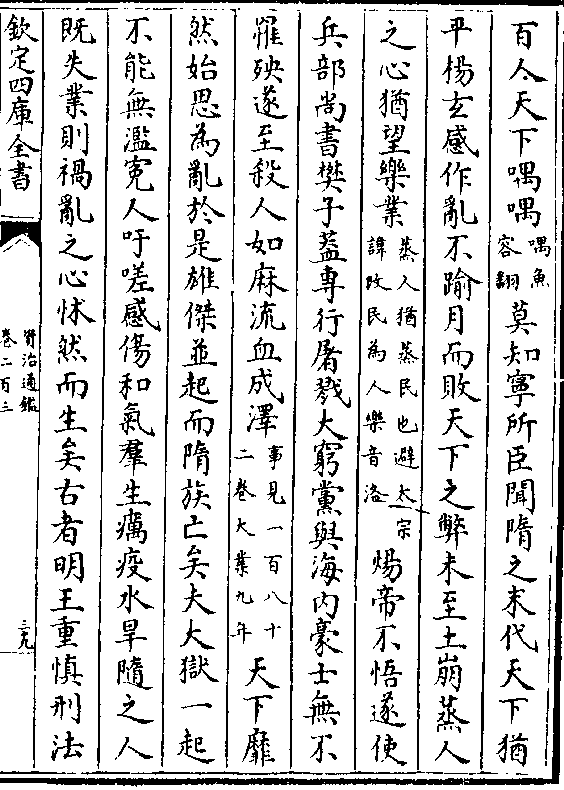 百人天下喁喁喁魚容翻莫知寧所臣聞隋之末代天下猶
平楊玄感作亂不踰月而敗天下之弊未至土崩蒸人
之心猶望樂業蒸人猶蒸民也避太宗諱改民為人樂音洛煬帝不悟遂使
兵部尚書樊子蓋專行屠戮大窮黨與海內豪士無不
罹殃遂至殺人如麻流血成澤事見一百八十二卷大業九年天下靡
然始思為亂於是雄傑並起而隋族亡矣夫大獄一起
不能無濫冤人吁嗟感傷和氣羣生癘疫水旱隨之人
既失業則禍亂之心怵然而生矣古者明王重慎刑法
欽定四庫全書
資治通鑑
卷二百三
三九